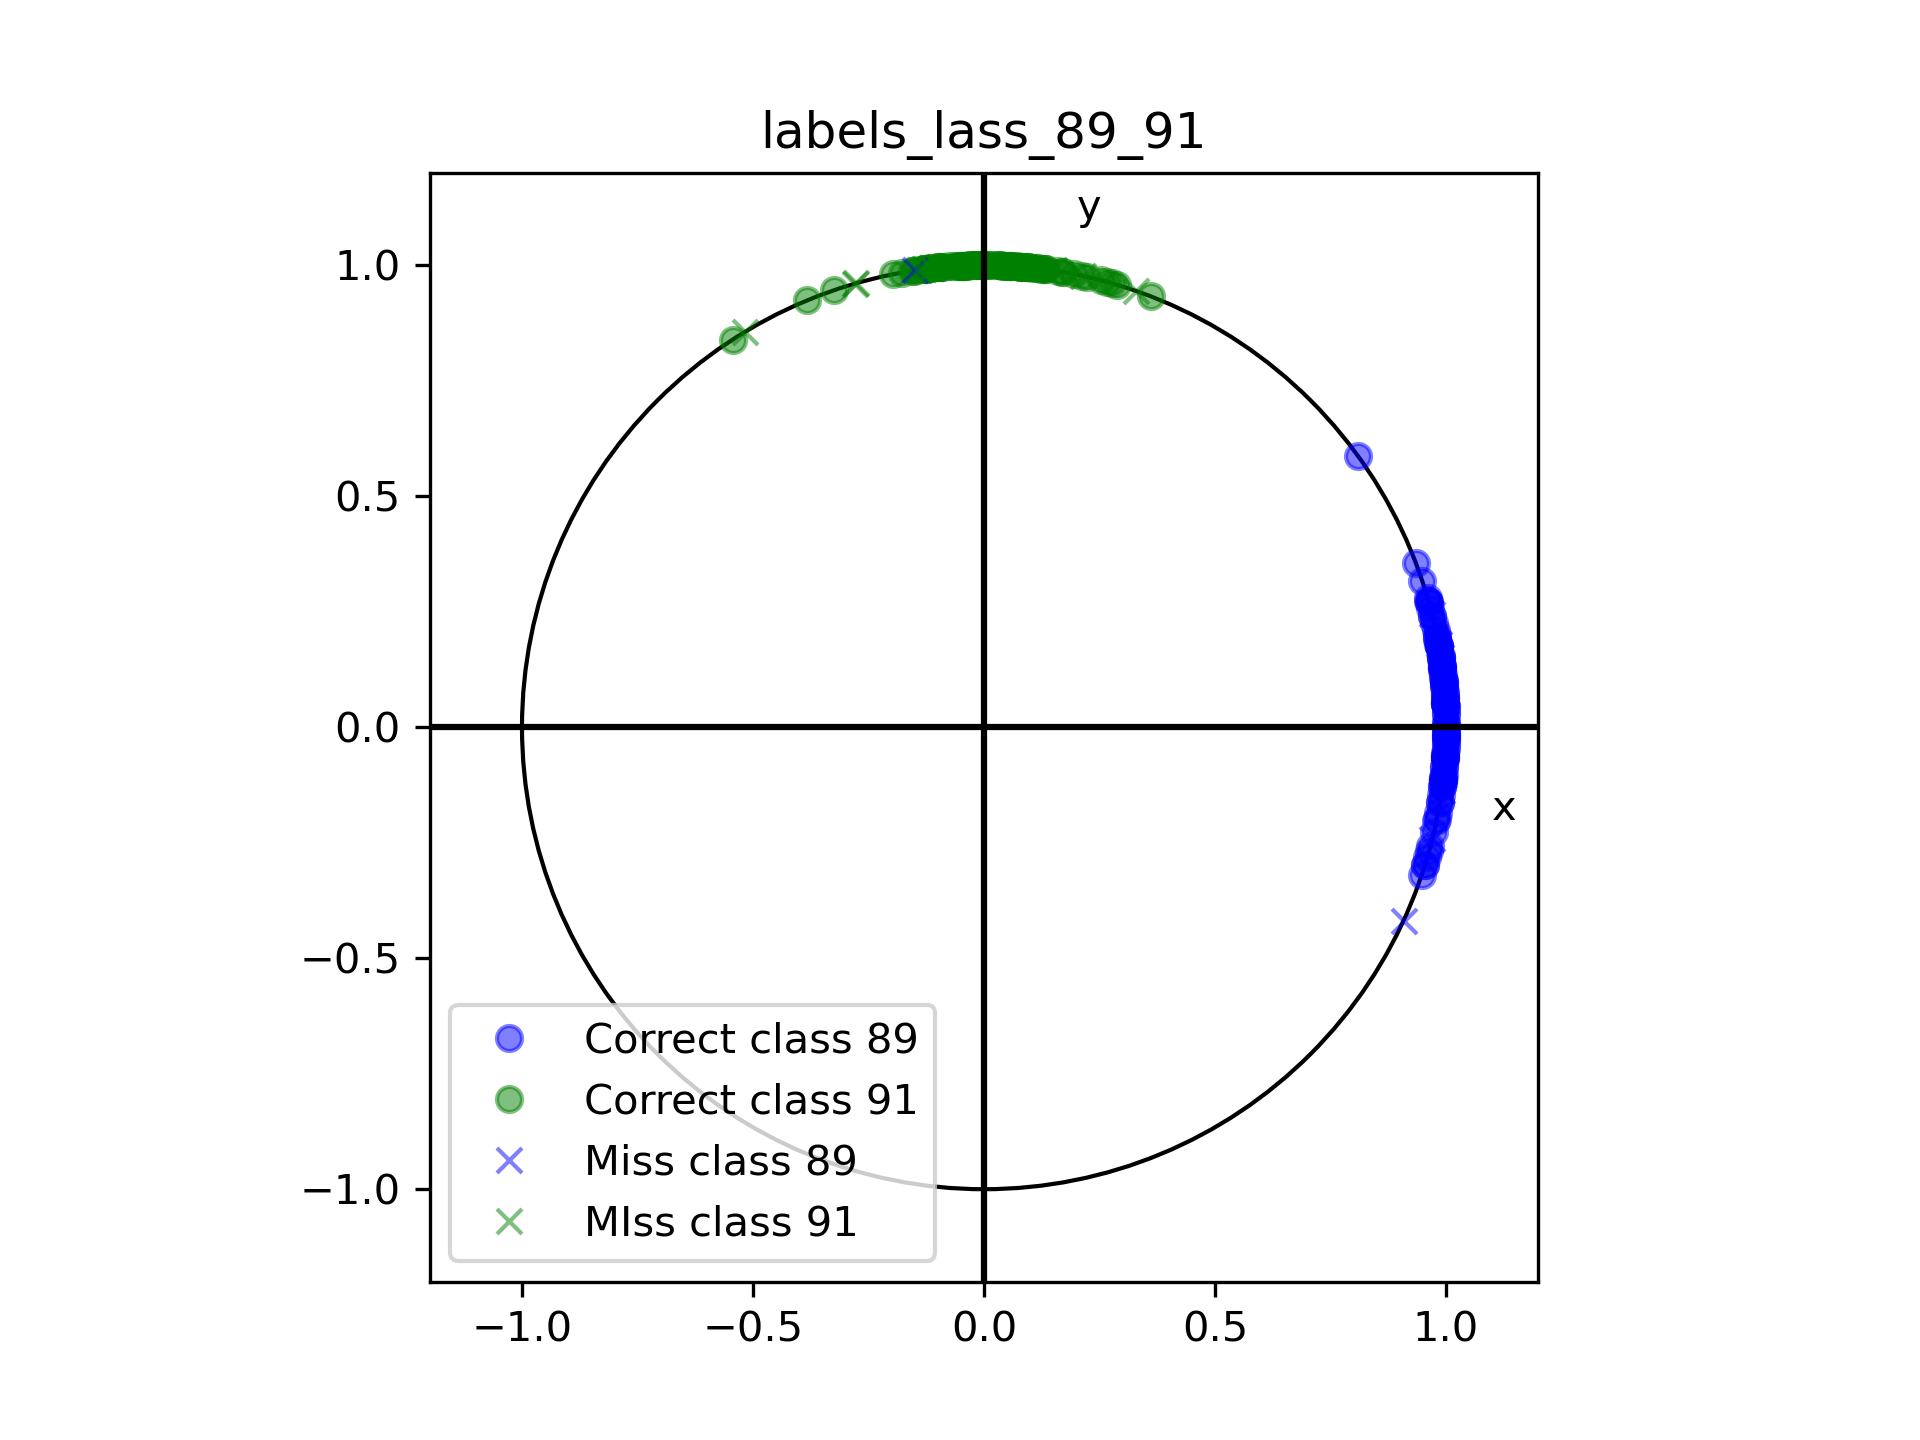 labels_lass_89_91
y
1.0
0.5
0.0
x
−0.5
−1.0
Correct class 89
Correct class 91
Miss class 89
MIss class 91
−1.0 −0.5 0.0 0.5 1.0